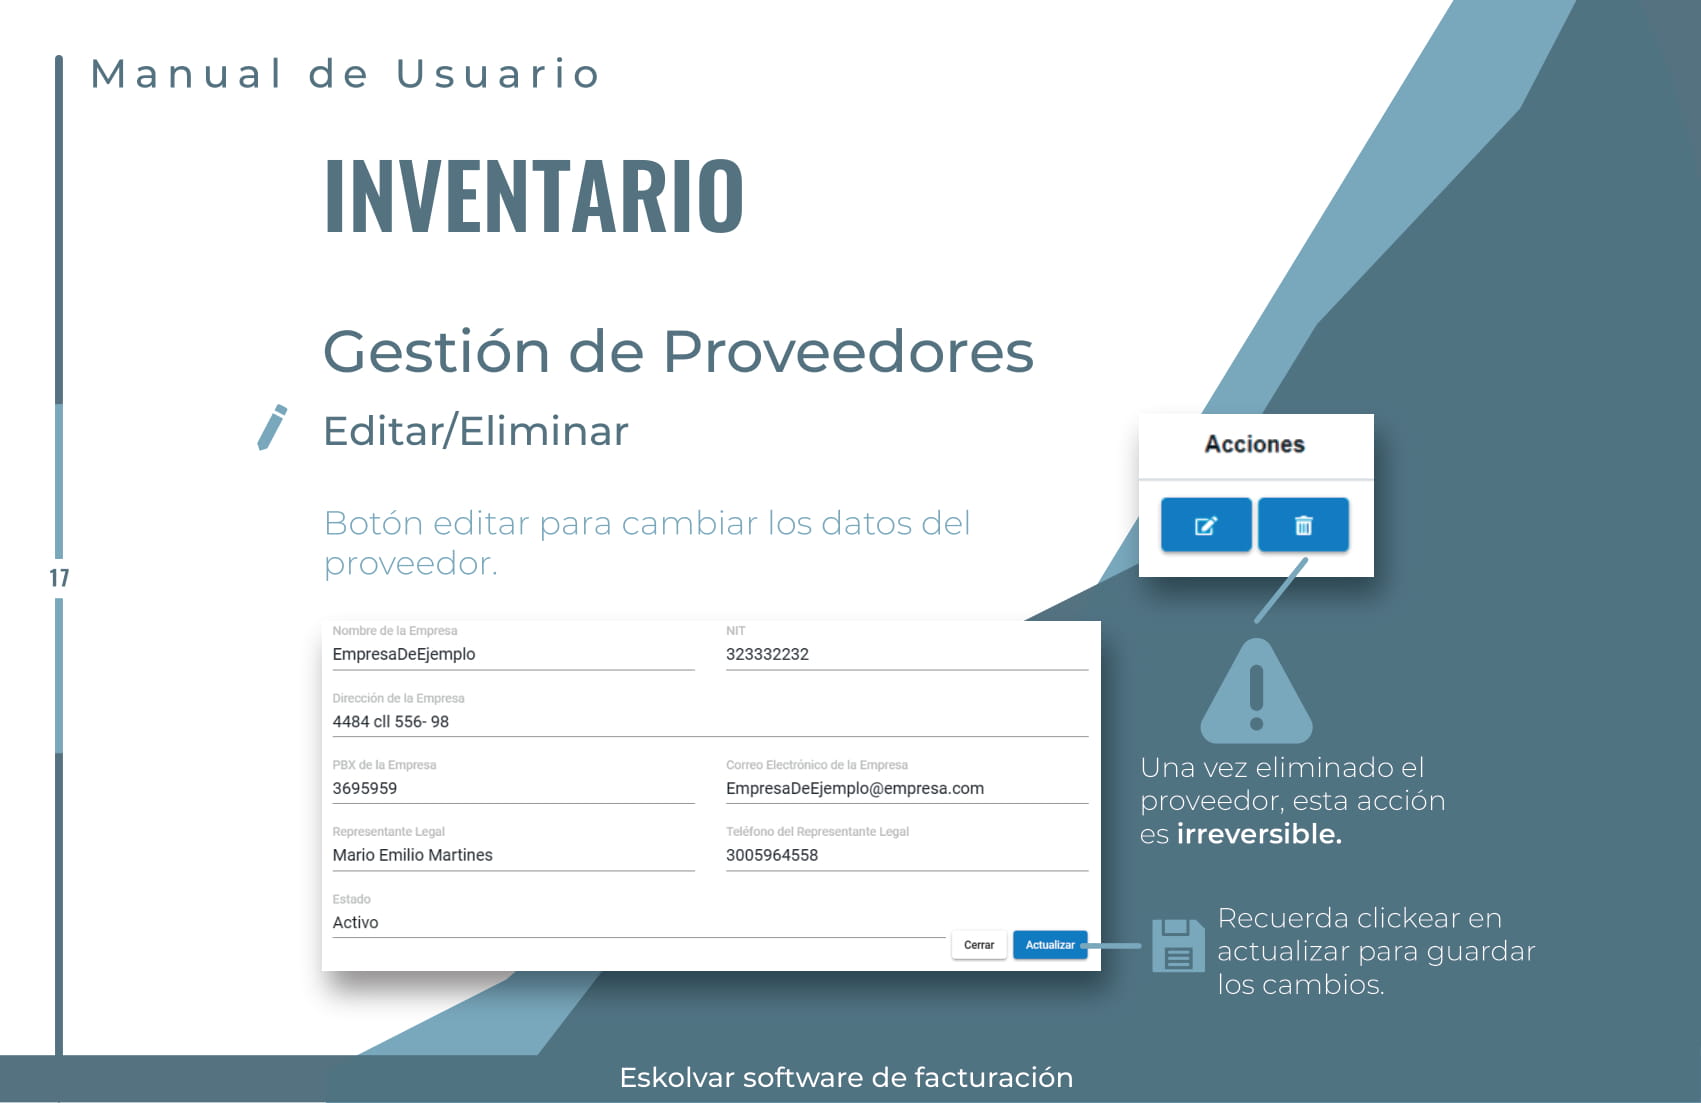 Manual de Usuario
INVENTARIO
Gestión de Proveedores
Editar/Eliminar
Botón editar para cambiar los datos del
proveedor.
17
Acciones
Nombre de la Empresa
EmpresaDeEjemplo
NIT
323332232
Dirección de la Empresa
4484 cll 556- 98
PBX de la Empresa
3695959
Correo Electrónico de la Empresa
EmpresaDeEjemplo@empresa.com
Representante Legal
Mario Emilio Martines
Teléfono del Representante Legal
3005964558
Estado
Activo
Cerrar
Actualizar
Una vez eliminado el
proveedor, esta acción
es irreversible.
Recuerda clickear en
actualizar para guardar
los cambios.
Eskolvar software de facturación